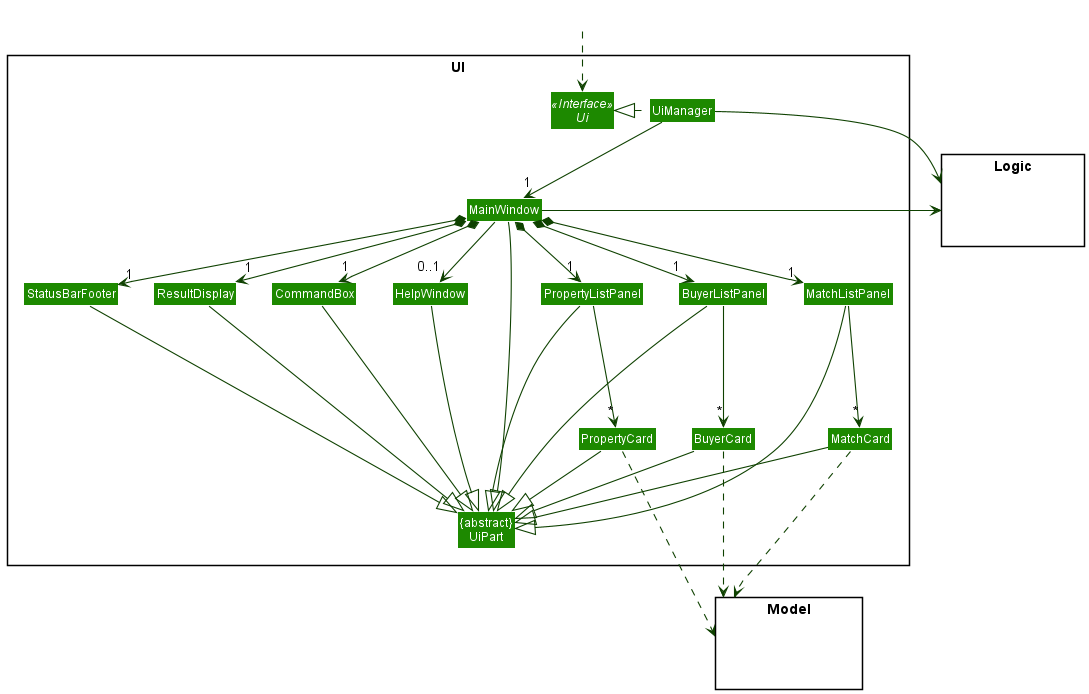 UI
«Interface»
Ui
UiManager
Logic
1
MainWindow
1
1
1
0..1
1
1
1
StatusBarFooter
ResultDisplay
CommandBox
HelpWindow
PropertyListPanel
BuyerListPanel
MatchListPanel
*
*
*
PropertyCard
BuyerCard
MatchCard
{abstract}
UiPart
Model